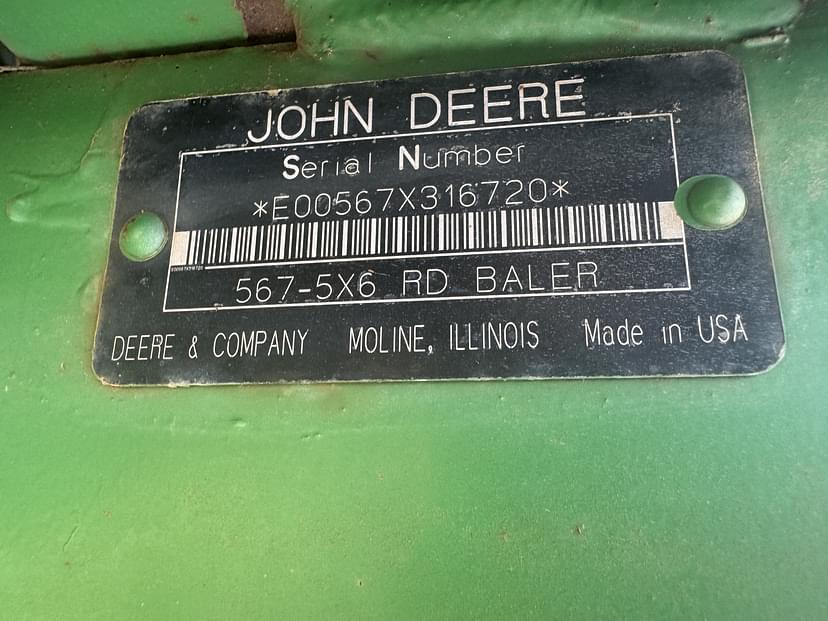 JOHN DEERE
Serial Number
*E00567X316720*
567-5X6 RD BALER
DEERE & COMPANY MOLINE, ILLINOIS Made in USA